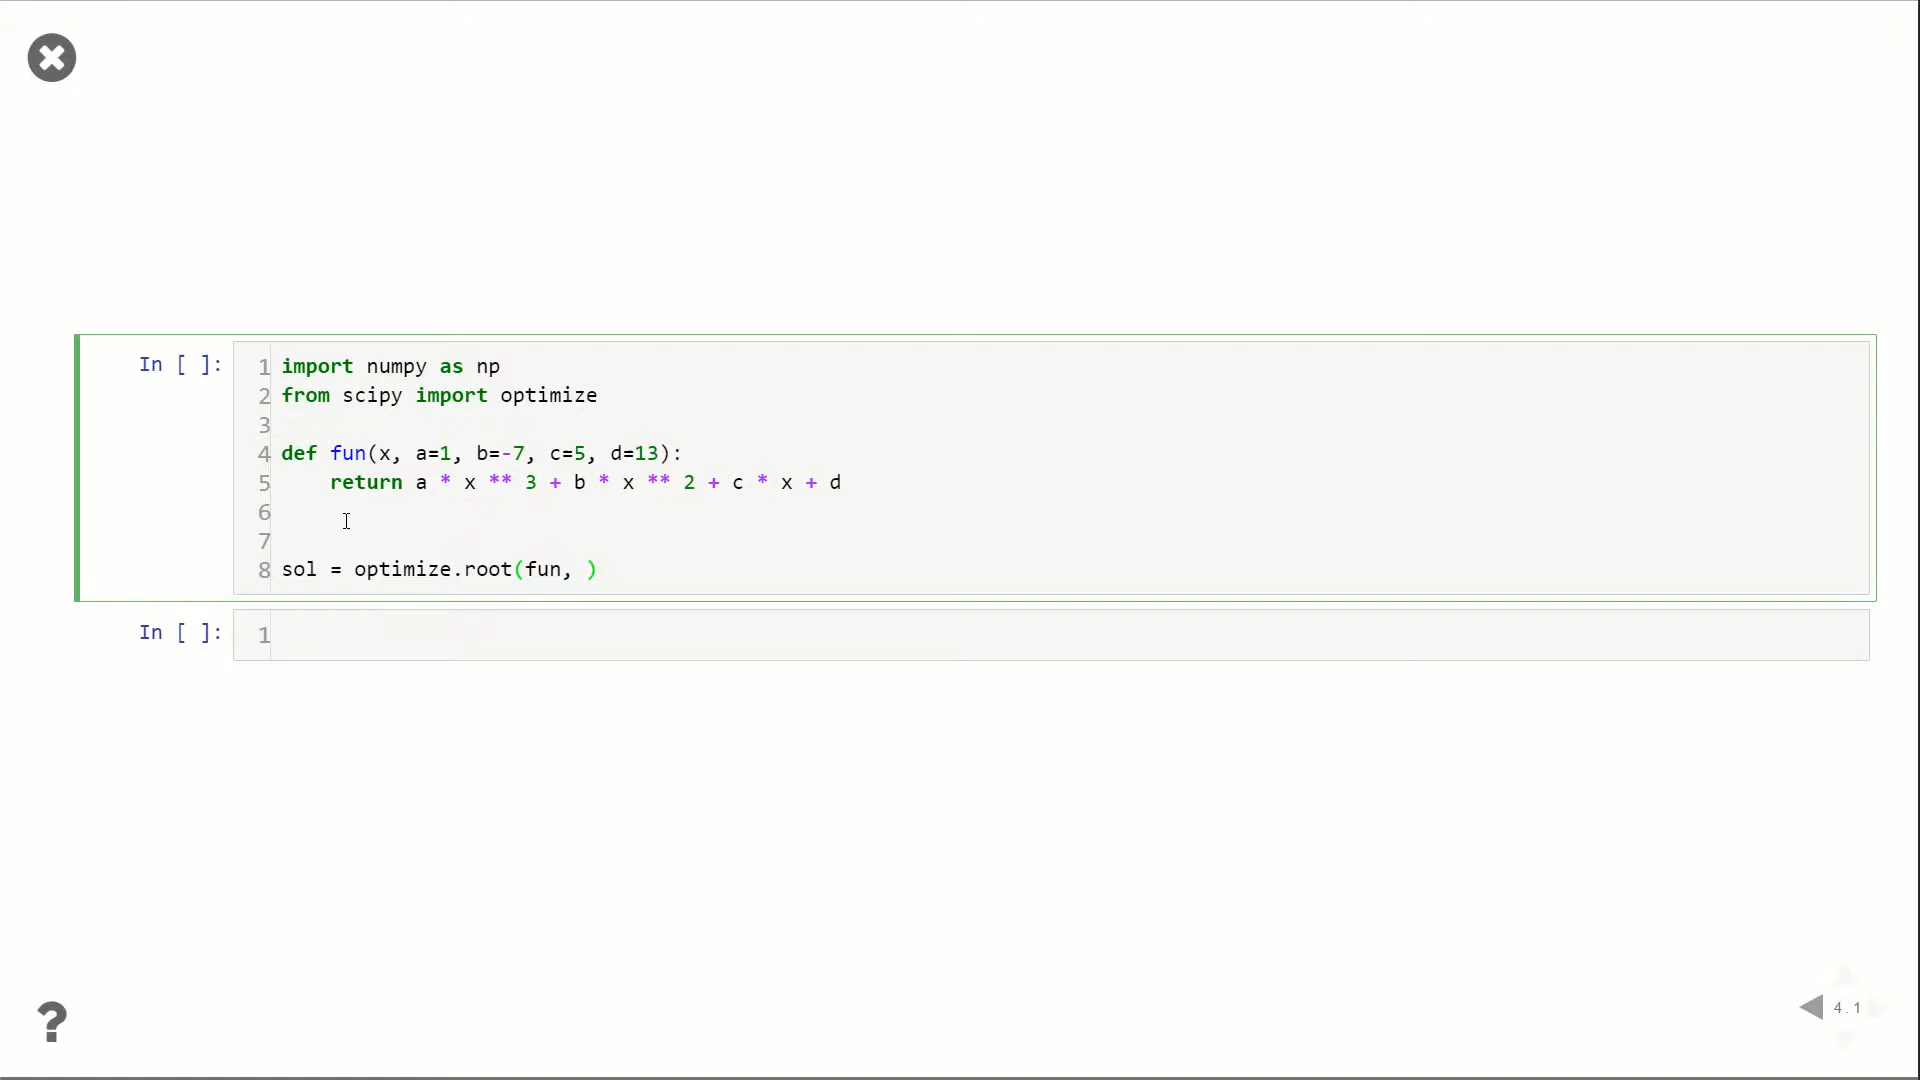 In [ ]:
1 import numpy as np
2 from scipy import optimize
3
4 def fun(x, a=1, b=-7, c=5, d=13):
5     return a * x ** 3 + b * x ** 2 + c * x + d
6
7
8 sol = optimize.root(fun, )
In [ ]:
1
?
4.1